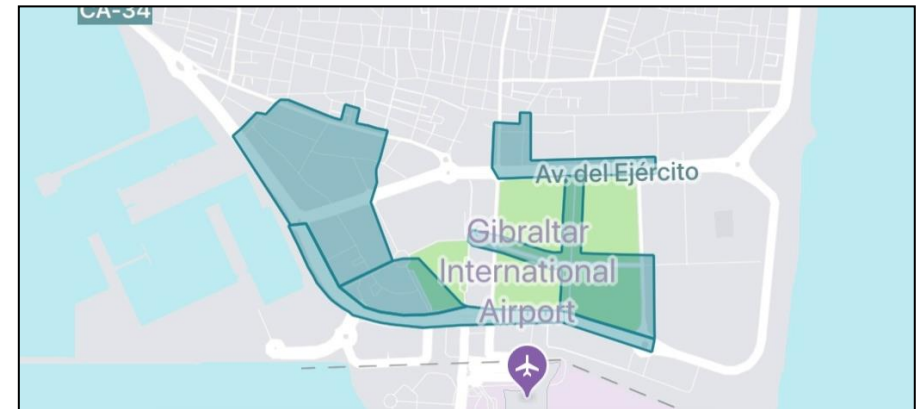 CA-34
Av. del Ejército
Gibraltar
International
Airport